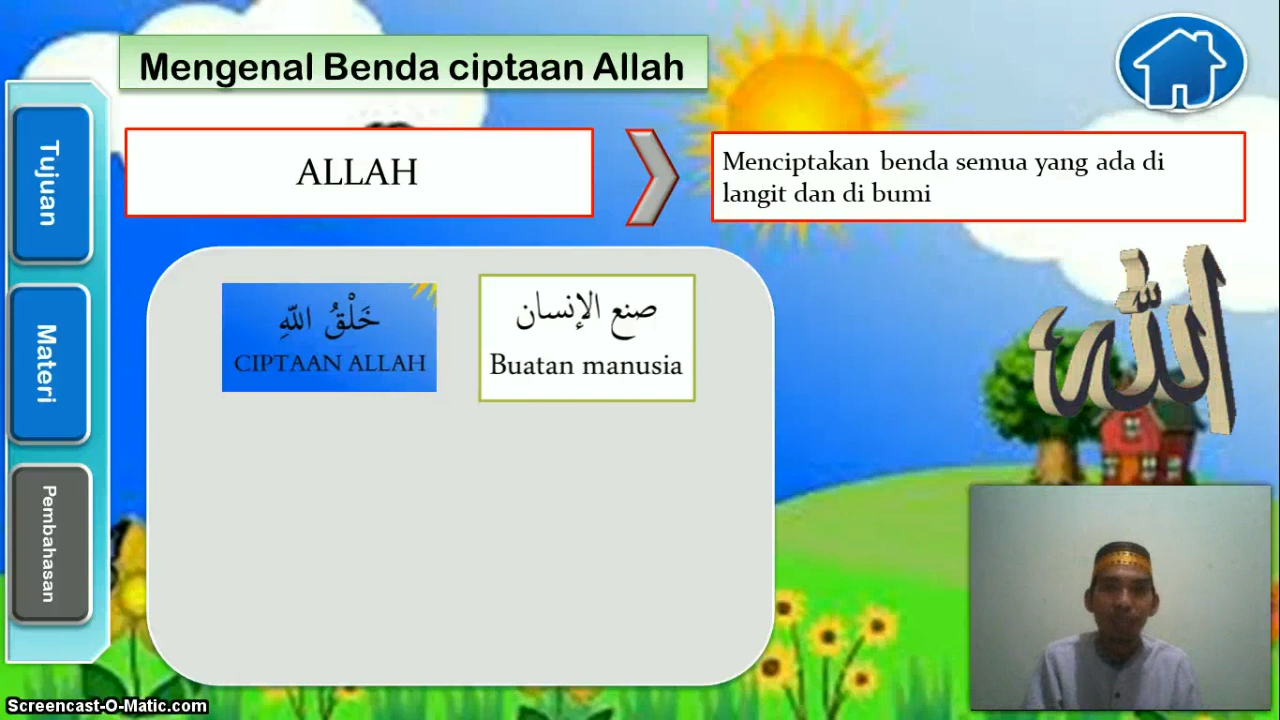 Mengenal Benda ciptaan Allah
Tujuan
Materi
Pembahasan
ALLAH
Menciptakan benda semua yang ada di
langit dan di bumi
خَلْقُ اللّٰهِ
CIPTAAN ALLAH
صنع الإنسان
Buatan manusia
الله
Screencast-O-Matic.com